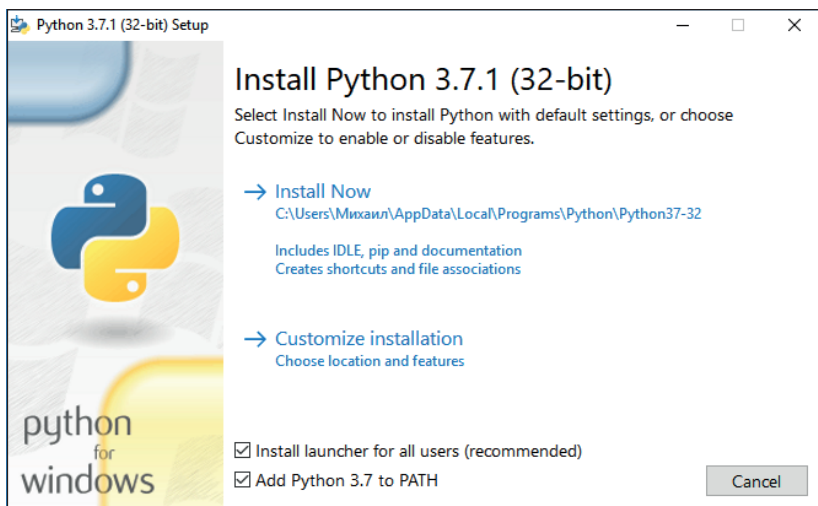 Python 3.7.1 (32-bit) Setup
Install Python 3.7.1 (32-bit)
Select Install Now to install Python with default settings, or choose
Customize to enable or disable features.
Install Now
C:\Users\Михаил\AppData\Local\Programs\Python\Python37-32
Includes IDLE, pip and documentation
Creates shortcuts and file associations
Customize installation
Choose location and features
python
for
windows
Install launcher for all users (recommended)
Add Python 3.7 to PATH
Cancel